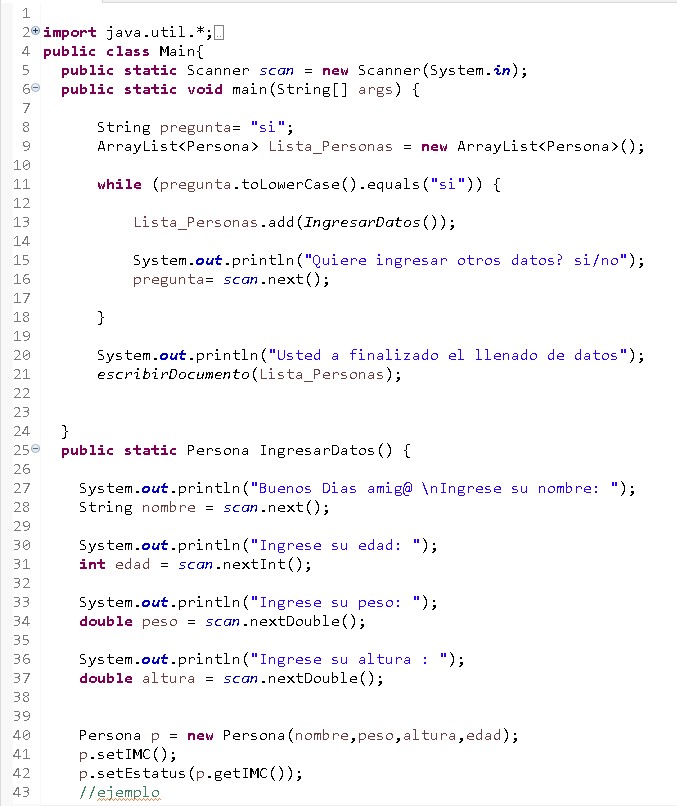 1
2 import java.util.*;
4 public class Main{
5 public static Scanner scan = new Scanner(System.in);
6 public static void main(String[] args) {
7
8 String pregunta= "si";
9 ArrayList<Persona> Lista_Personas = new ArrayList<Persona>();
10
11 while (pregunta.toLowerCase().equals("si")) {
12
13 Lista_Personas.add(IngresarDatos());
14
15 System.out.println("Quiere ingresar otros datos? si/no");
16 pregunta= scan.next();
17
18 }
19
20 System.out.println("Usted a finalizado el llenado de datos");
21 escribirDocumento(Lista_Personas);
22
23
24 }
25 public static Persona IngresarDatos() {
26
27 System.out.println("Buenos Dias amig@ \nIngrese su nombre: ");
28 String nombre = scan.next();
29
30 System.out.println("Ingrese su edad: ");
31 int edad = scan.nextInt();
32
33 System.out.println("Ingrese su peso: ");
34 double peso = scan.nextDouble();
35
36 System.out.println("Ingrese su altura : ");
37 double altura = scan.nextDouble();
38
39
40 Persona p = new Persona(nombre,peso,altura,edad);
41 p.setIMC();
42 p.setEstatus(p.getIMC());
43 //ejemplo